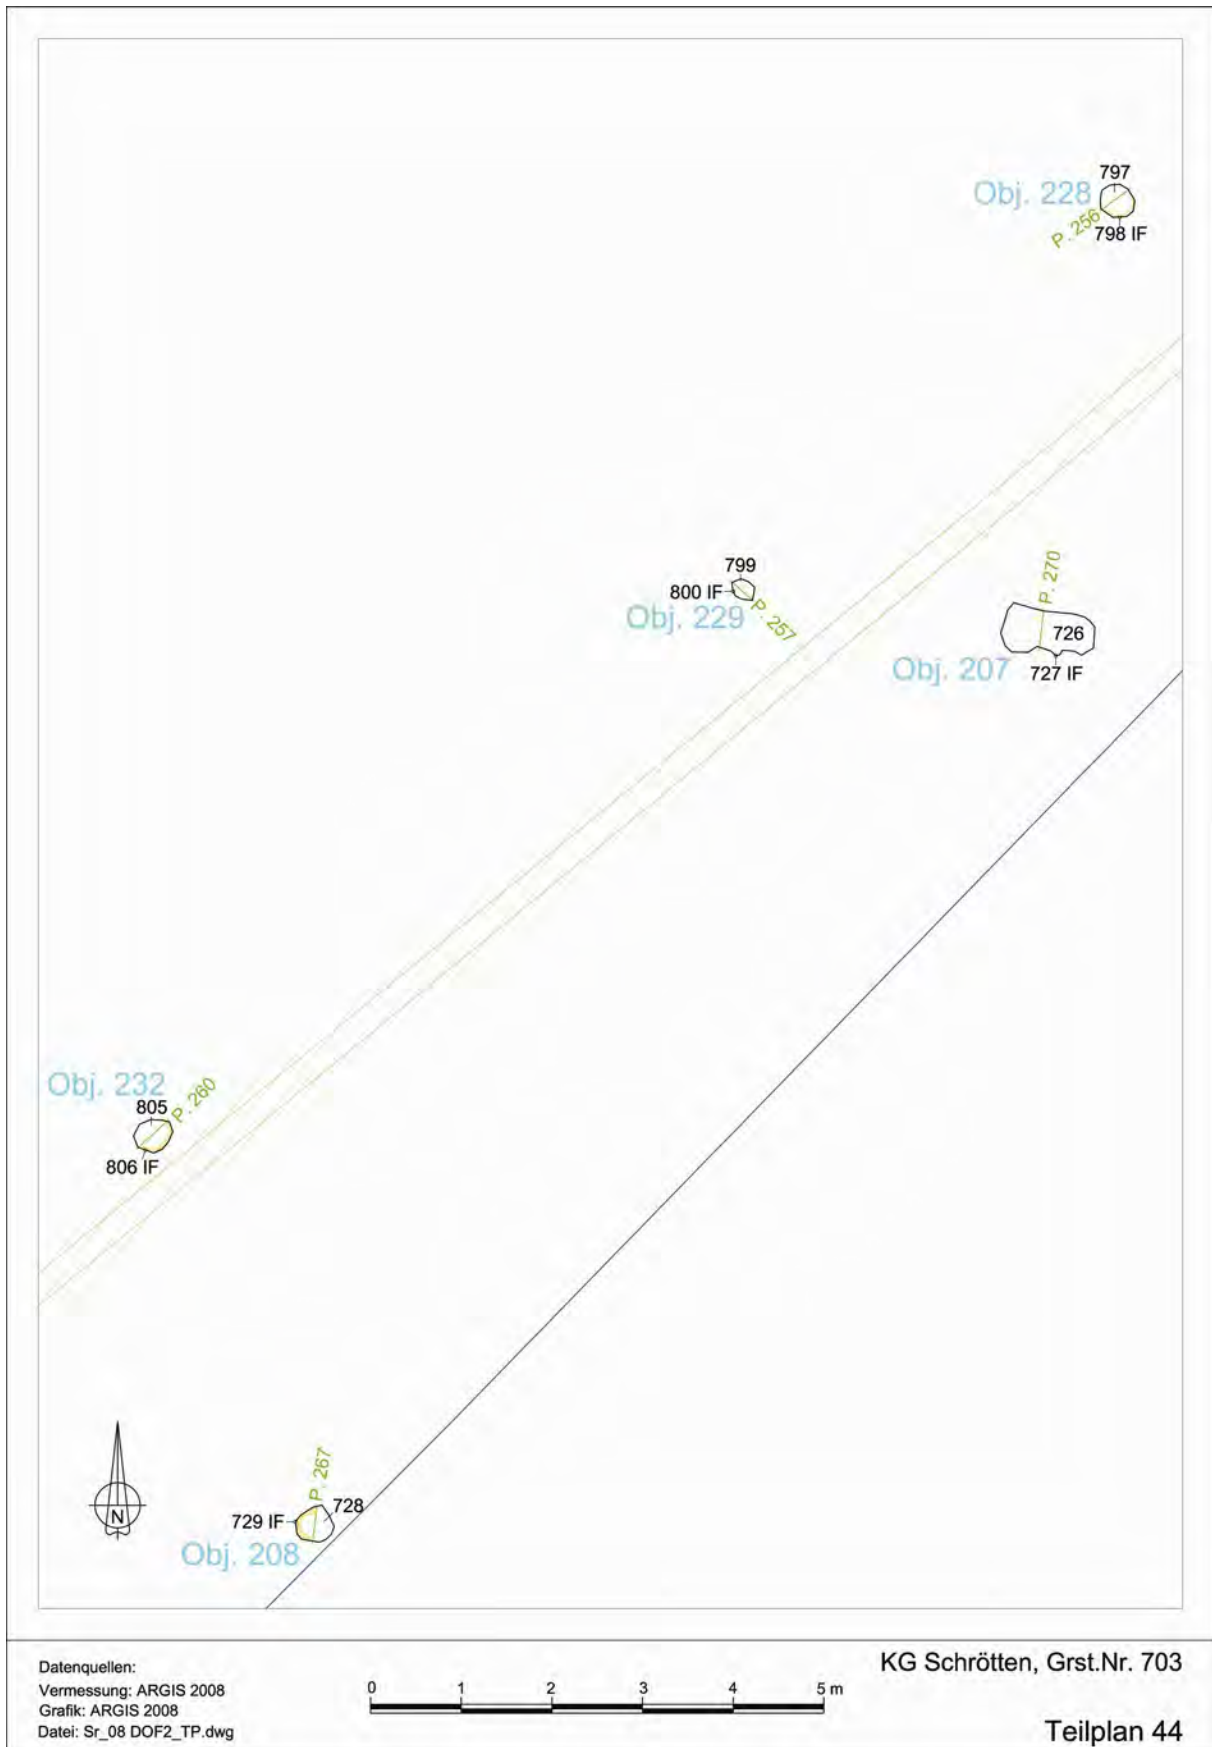 797
Obj. 228
P. 256
798 IF
799
800 IF
Obj. 229
P. 257
P. 270
726
Obj. 207
727 IF
Obj. 232
805
P. 260
806 IF
P. 267
728
729 IF
Obj. 208
N
Datenquellen:
Vermessung: ARGIS 2008
Grafik: ARGIS 2008
Datei: Sr_08 DOF2_TP.dwg
0 1 2 3 4 5 m
KG Schrötten, Grst.Nr. 703
Teilplan 44